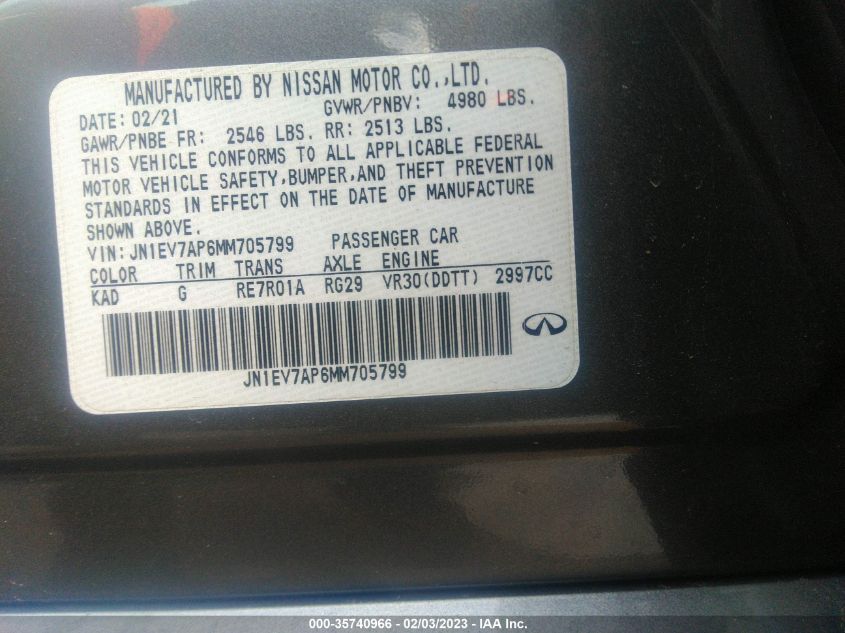 MANUFACTURED BY NISSAN MOTOR CO.,LTD.
DATE: 02/21 GVWR/PNBV: 4980 LBS.
GAWR/PNBE FR: 2546 LBS. RR: 2513 LBS.
THIS VEHICLE CONFORMS TO ALL APPLICABLE FEDERAL
MOTOR VEHICLE SAFETY,BUMPER,AND THEFT PREVENTION
STANDARDS IN EFFECT ON THE DATE OF MANUFACTURE
SHOWN ABOVE.
VIN: JN1EV7AP6MM705799 PASSENGER CAR
COLOR TRIM TRANS AXLE ENGINE
KAD G RE7R01A RG29 VR30(DDTT) 2997CC
JN1EV7AP6MM705799
000-35740966 - 02/03/2023 - IAA Inc.